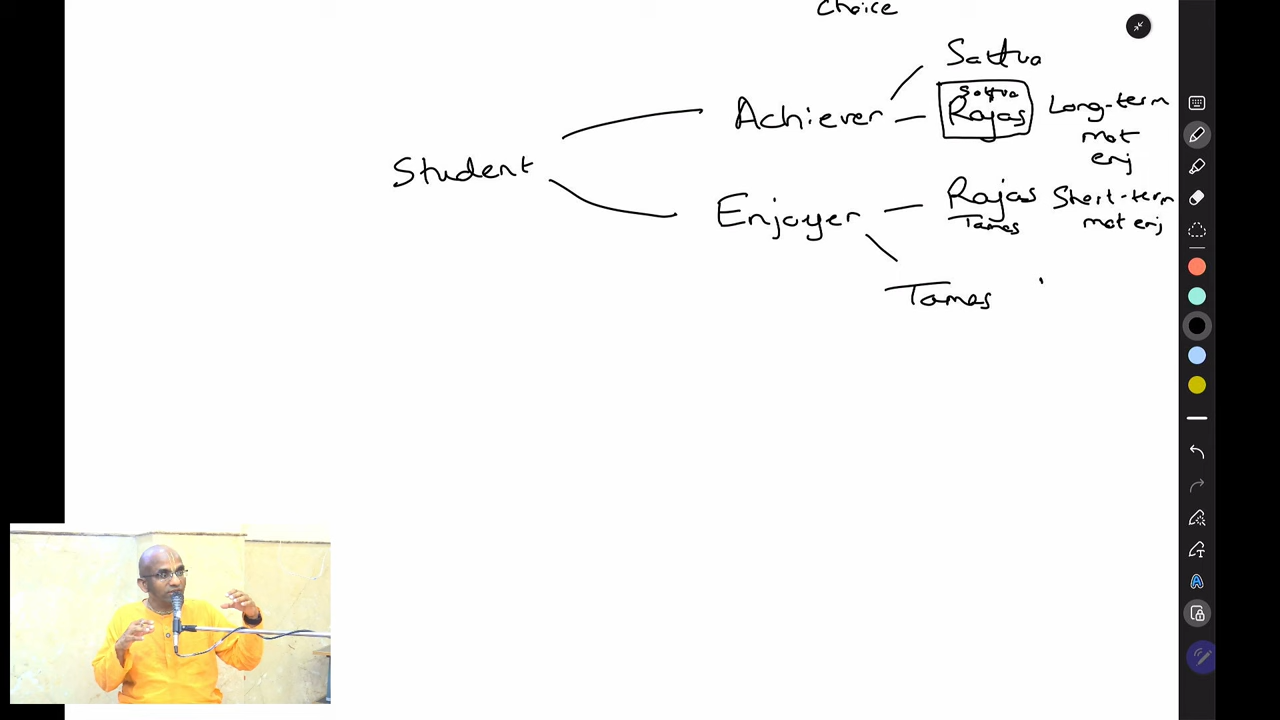 Choice
Sattva
Sattva
Achiever Rajas Long-term
mot
enj
Student
Enjoyer Rajas Short-term
Tamas mot enj
Tamas